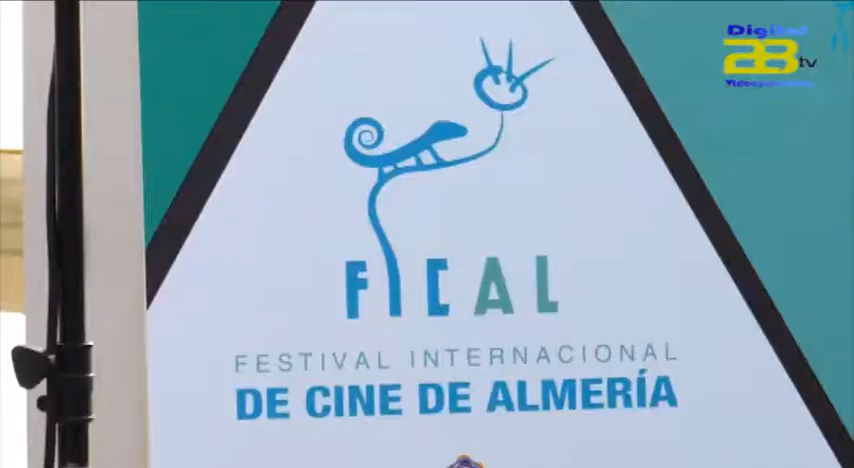 Digital
28 tv
FICAL
FESTIVAL INTERNACIONAL
DE CINE DE ALMERÍA